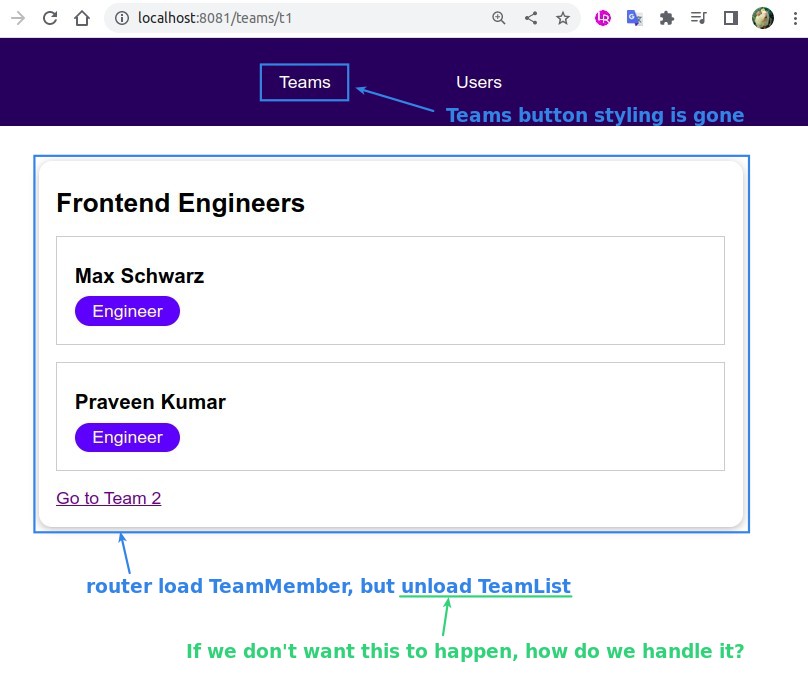 localhost:8081/teams/t1
Teams
Users
Teams button styling is gone
Frontend Engineers
Max Schwarz
Engineer
Praveen Kumar
Engineer
Go to Team 2
router load TeamMember, but unload TeamList
If we don't want this to happen, how do we handle it?